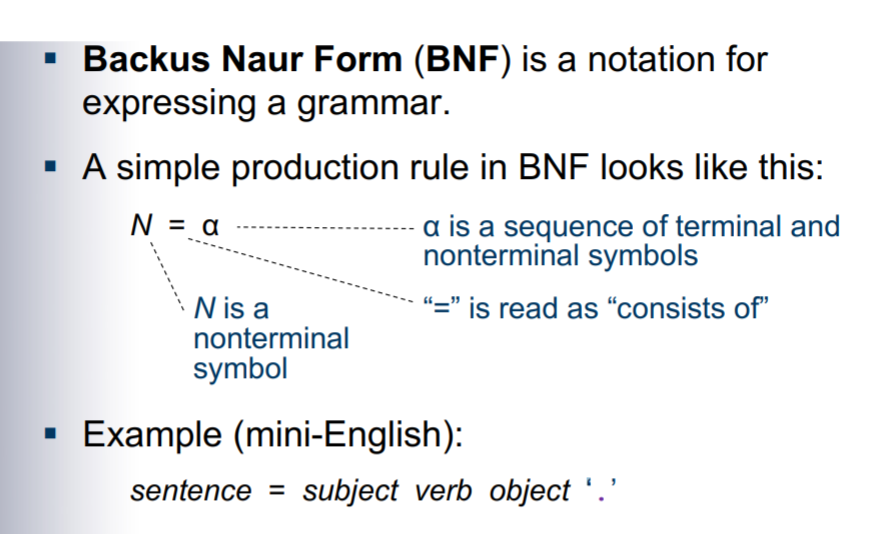 ▪ Backus Naur Form (BNF) is a notation for
expressing a grammar.
▪ A simple production rule in BNF looks like this:
N = α
α is a sequence of terminal and
nonterminal symbols
“=” is read as “consists of”
N is a
nonterminal
symbol
▪ Example (mini-English):
sentence = subject verb object ‘.’